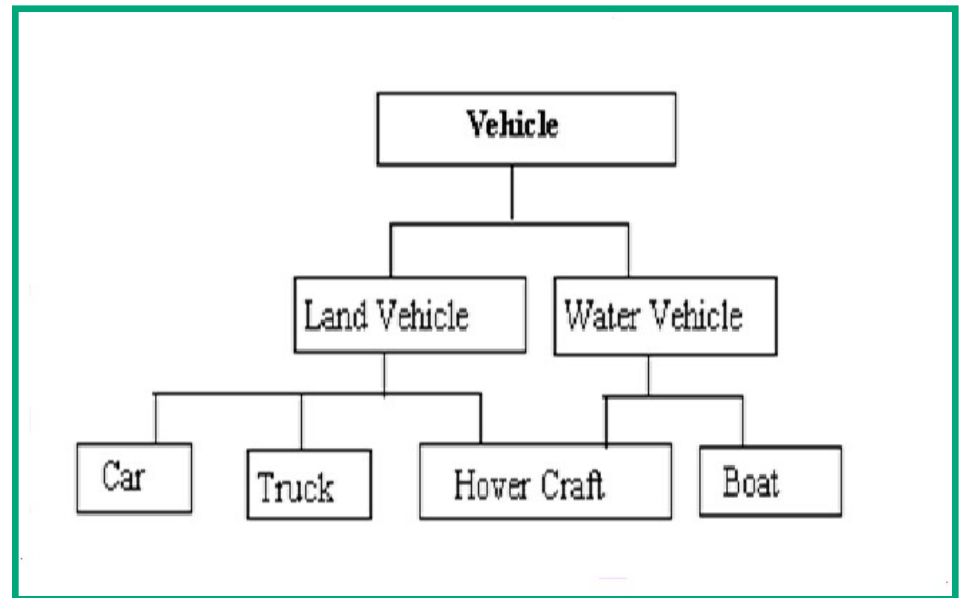 Vehicle
Land Vehicle
Water Vehicle
Car
Truck
Hover Craft
Boat